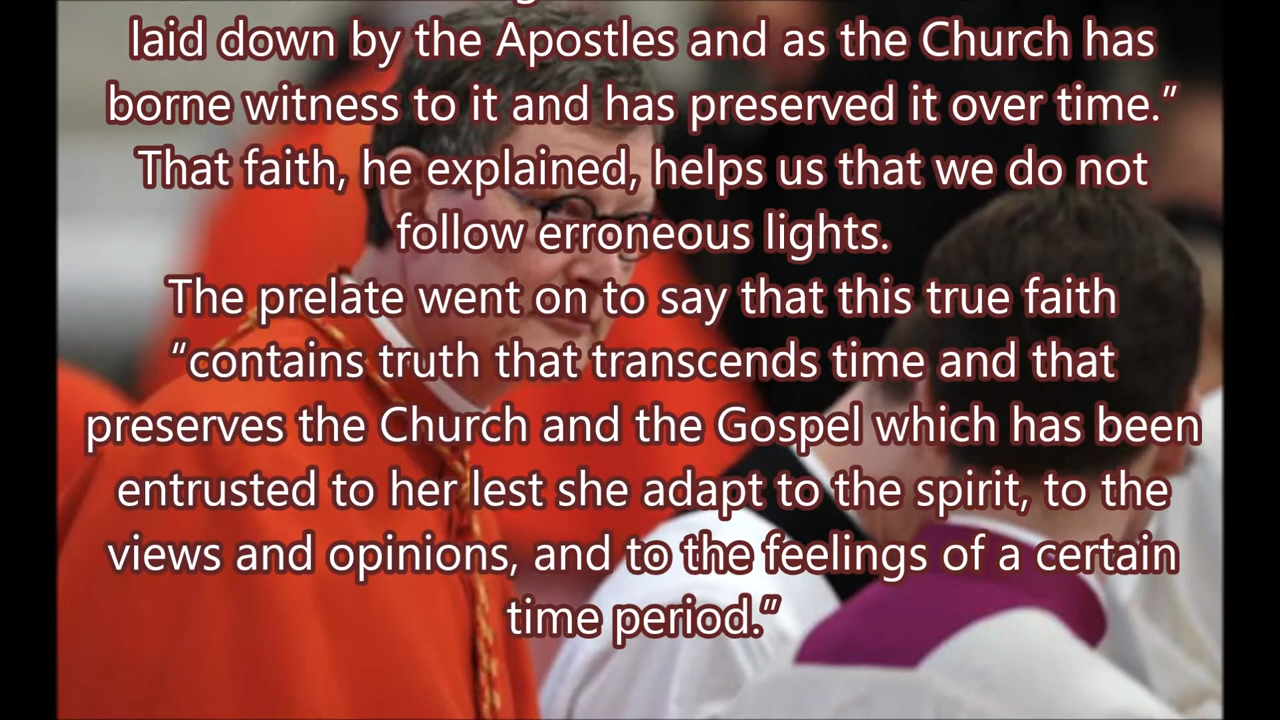 laid down by the Apostles and as the Church has
borne witness to it and has preserved it over time.”
That faith, he explained, helps us that we do not
follow erroneous lights.
The prelate went on to say that this true faith
“contains truth that transcends time and that
preserves the Church and the Gospel which has been
entrusted to her lest she adapt to the spirit, to the
views and opinions, and to the feelings of a certain
time period.”